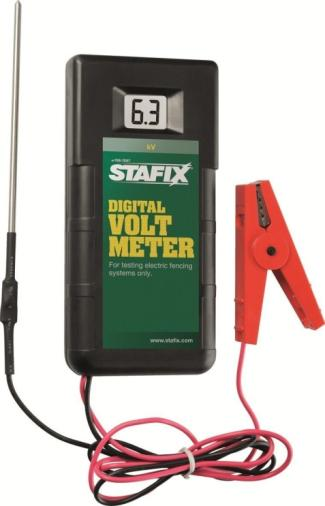 6.3
kV
STAFIX
DIGITAL
VOLT
METER
For testing electric fencing
systems only.
www.stafix.com